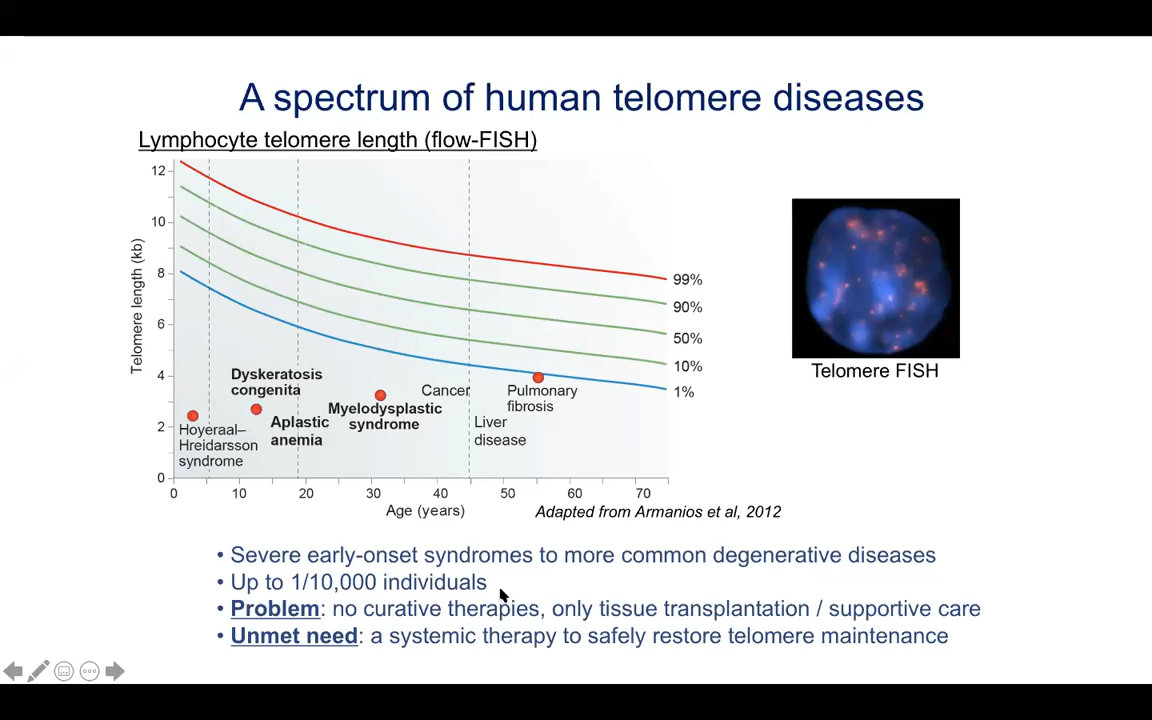 A spectrum of human telomere diseases
Lymphocyte telomere length (flow-FISH)
Telomere length (kb)
12
10
8
6
4
2
0
99%
90%
50%
10%
1%
Dyskeratosis
congenita
Aplastic
anemia
Hoyeraal–
Hreidarsson
syndrome
Myelodysplastic
syndrome
Cancer
Liver
disease
Pulmonary
fibrosis
0 10 20 30 40 50 60 70
Age (years)
Adapted from Armanios et al, 2012
Telomere FISH
• Severe early-onset syndromes to more common degenerative diseases
• Up to 1/10,000 individuals
• Problem: no curative therapies, only tissue transplantation / supportive care
• Unmet need: a systemic therapy to safely restore telomere maintenance